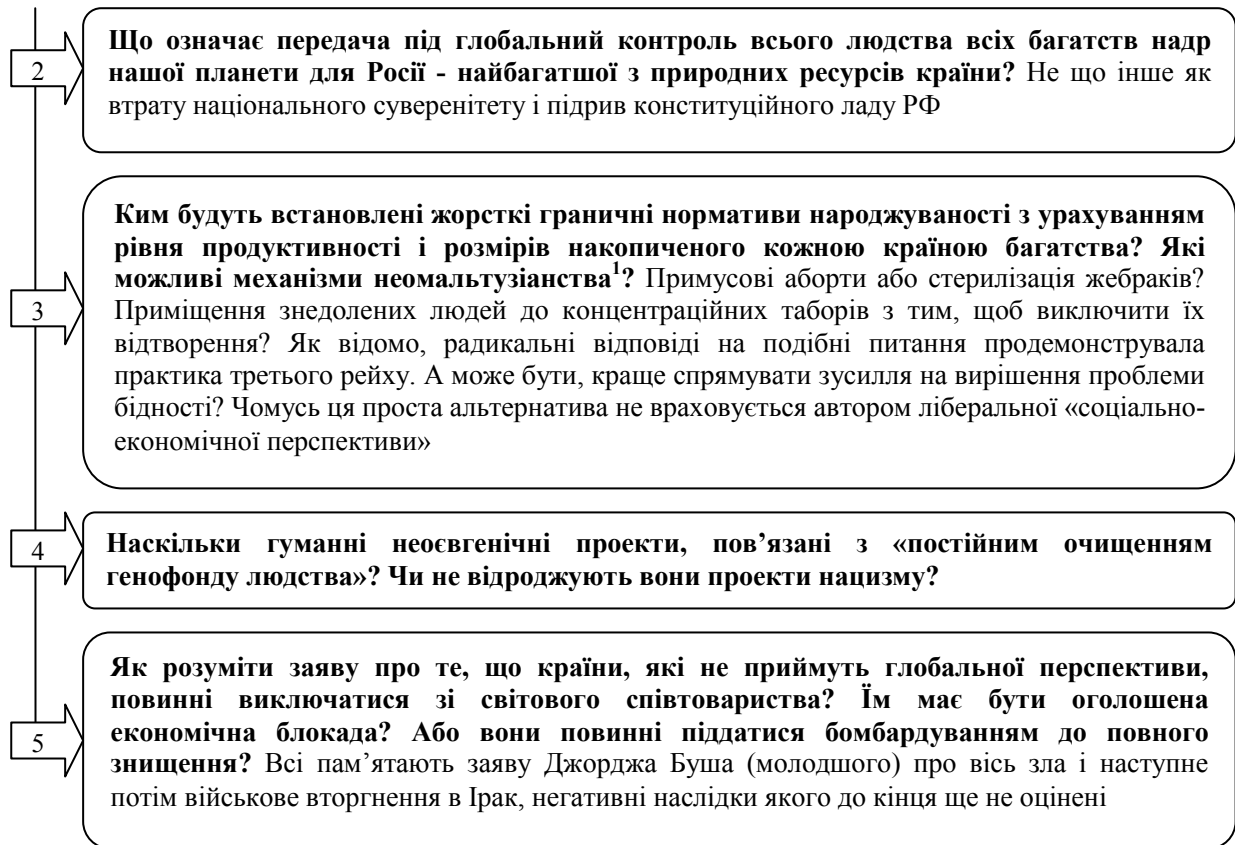 2
Що означає передача під глобальний контроль всього людства всіх багатств надр
нашої планети для Росії - найбагатшої з природних ресурсів країни? Не що інше як
втрату національного суверенітету і підрив конституційного ладу РФ
3
Ким будуть встановлені жорсткі граничні нормативи народжуваності з урахуванням
рівня продуктивності і розмірів накопиченого кожною країною багатства? Які
можливі механізми неомальтузіанства¹? Примусові аборти або стерилізація жебраків?
Приміщення знедолених людей до концентраційних таборів з тим, щоб виключити їх
відтворення? Як відомо, радикальні відповіді на подібні питання продемонструвала
практика третього рейху. А може бути, краще спрямувати зусилля на вирішення проблеми
бідності? Чомусь ця проста альтернатива не враховується автором ліберальної «соціально-
економічної перспективи»
4
Наскільки гуманні неоєвгенічні проекти, пов’язані з «постійним очищенням
генофонду людства»? Чи не відроджують вони проекти нацизму?
5
Як розуміти заяву про те, що країни, які не приймуть глобальної перспективи,
повинні виключатися зі світового співтовариства? Їм має бути оголошена
економічна блокада? Або вони повинні піддатися бомбардуванням до повного
знищення? Всі пам’ятають заяву Джорджа Буша (молодшого) про вісь зла і наступне
потім військове вторгнення в Ірак, негативні наслідки якого до кінця ще не оцінені